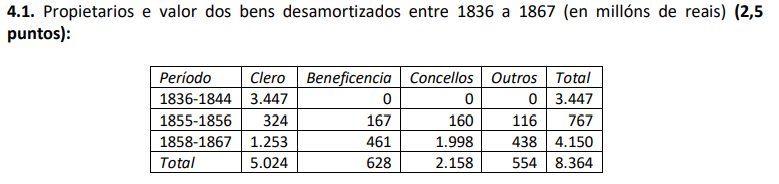 4.1. Propietarios e valor dos bens desamortizados entre 1836 a 1867 (en millóns de reais) (2,5
puntos):
Período Clero Beneficencia Concellos Outros Total
1836-1844 3.447 0 0 0 3.447
1855-1856 324 167 160 116 767
1858-1867 1.253 461 1.998 438 4.150
Total 5.024 628 2.158 554 8.364